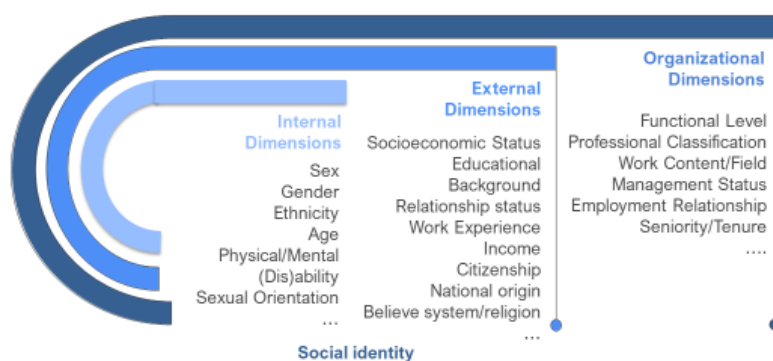 Internal
Dimensions
Sex
Gender
Ethnicity
Age
Physical/Mental
(Dis)ability
Sexual Orientation
...
External
Dimensions
Socioeconomic Status
Educational
Background
Relationship status
Work Experience
Income
Citizenship
National origin
Believe system/religion
...
Organizational
Dimensions
Functional Level
Professional Classification
Work Content/Field
Management Status
Employment Relationship
Seniority/Tenure
....
Social identity